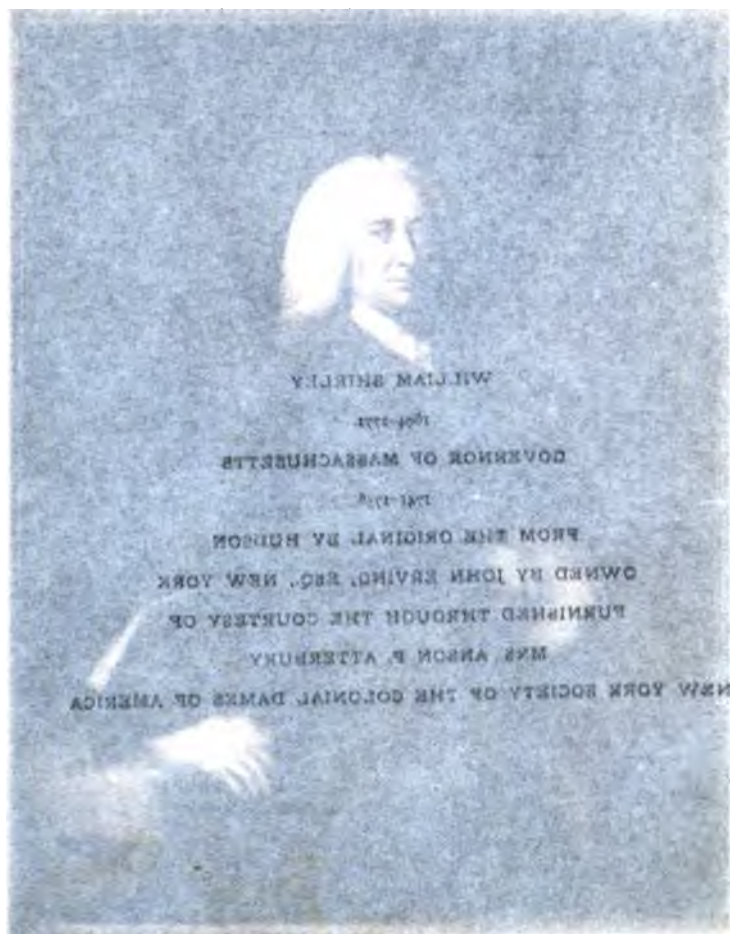 WILLIAM SHIRLEY
1694-1771
GOVERNOR OF MASSACHUSETTS
1741-1756
FROM THE ORIGINAL BY HUDSON
OWNED BY JOHN ERVING, ESQ., NEW YORK
FURNISHED THROUGH THE COURTESY OF
MRS. ANSON P. ATTERBURY
NEW YORK SOCIETY OF THE COLONIAL DAMES OF AMERICA